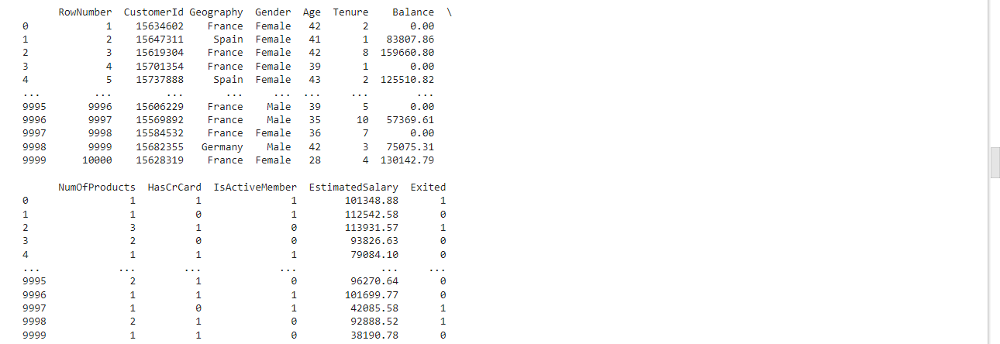 RowNumber CustomerId Geography Gender Age Tenure Balance \
0 1 15634602 France Female 42 2 0.00
1 2 15647311 Spain Female 41 1 83807.86
2 3 15619304 France Female 42 8 159660.80
3 4 15701354 France Female 39 1 0.00
4 5 15737888 Spain Female 43 2 125510.82
... ... ... ... ... ... ... ...
9995 9996 15606229 France Male 39 5 0.00
9996 9997 15569892 France Male 35 10 57369.61
9997 9998 15584532 France Female 36 7 0.00
9998 9999 15682355 Germany Male 42 3 75075.31
9999 10000 15628319 France Female 28 4 130142.79
NumOfProducts HasCrCard IsActiveMember EstimatedSalary Exited
0 1 1 1 101348.88 1
1 1 0 1 112542.58 0
2 3 1 0 113931.57 1
3 2 0 0 93826.63 0
4 1 1 1 79084.10 0
... ... ... ... ... ...
9995 2 1 0 96270.64 0
9996 1 1 1 101699.77 0
9997 1 0 1 42085.58 1
9998 2 1 0 92888.52 1
9999 1 1 0 38190.78 0